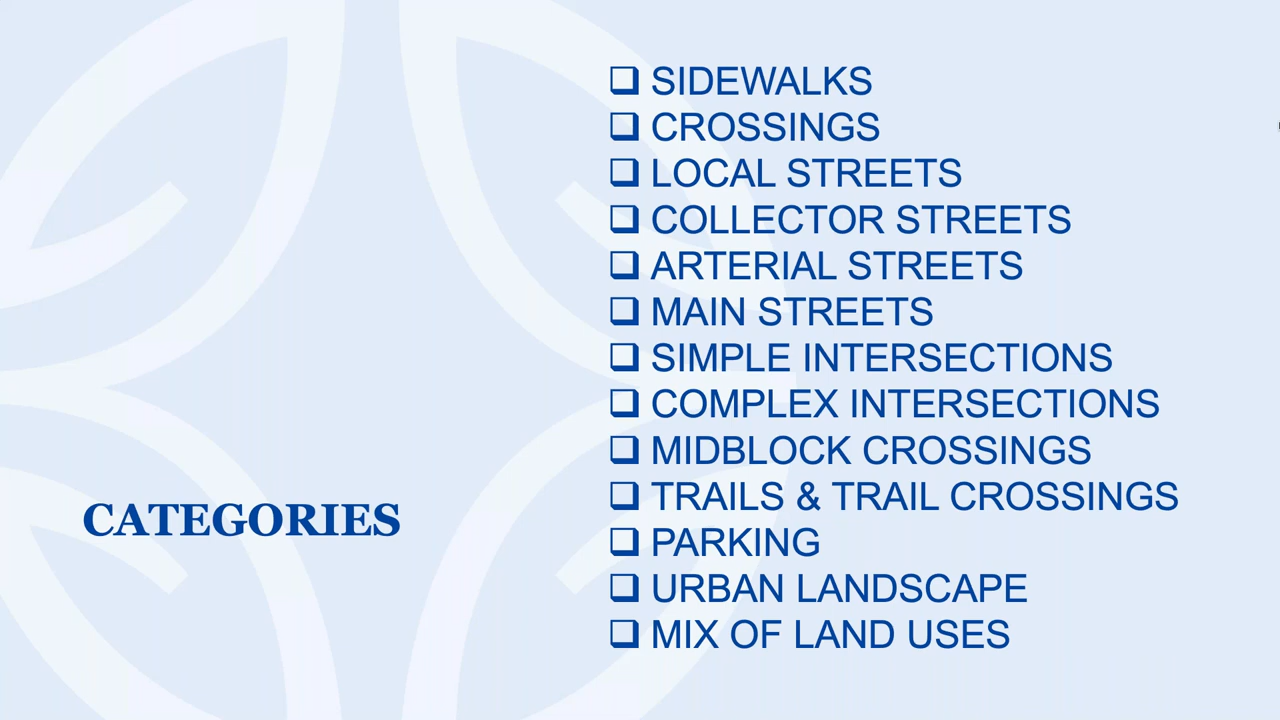 CATEGORIES
❑ SIDEWALKS
❑ CROSSINGS
❑ LOCAL STREETS
❑ COLLECTOR STREETS
❑ ARTERIAL STREETS
❑ MAIN STREETS
❑ SIMPLE INTERSECTIONS
❑ COMPLEX INTERSECTIONS
❑ MIDBLOCK CROSSINGS
❑ TRAILS & TRAIL CROSSINGS
❑ PARKING
❑ URBAN LANDSCAPE
❑ MIX OF LAND USES